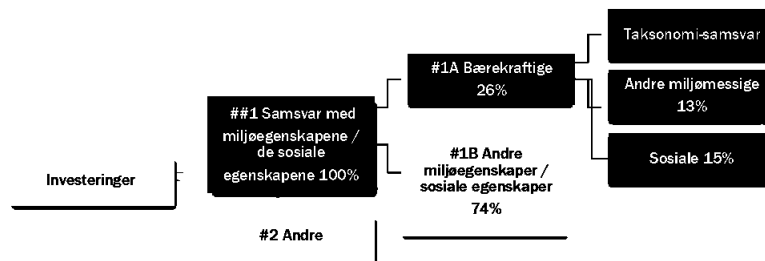 Investeringer
##1 Samsvar med
miljøegenskapene /
de sosiale
egenskapene 100%
#2 Andre
#1A Bærekraftige
26%
#1B Andre
miljøegenskaper /
sosiale egenskaper
74%
Taksonomi-samsvar
Andre miljømessige
13%
Sosiale 15%